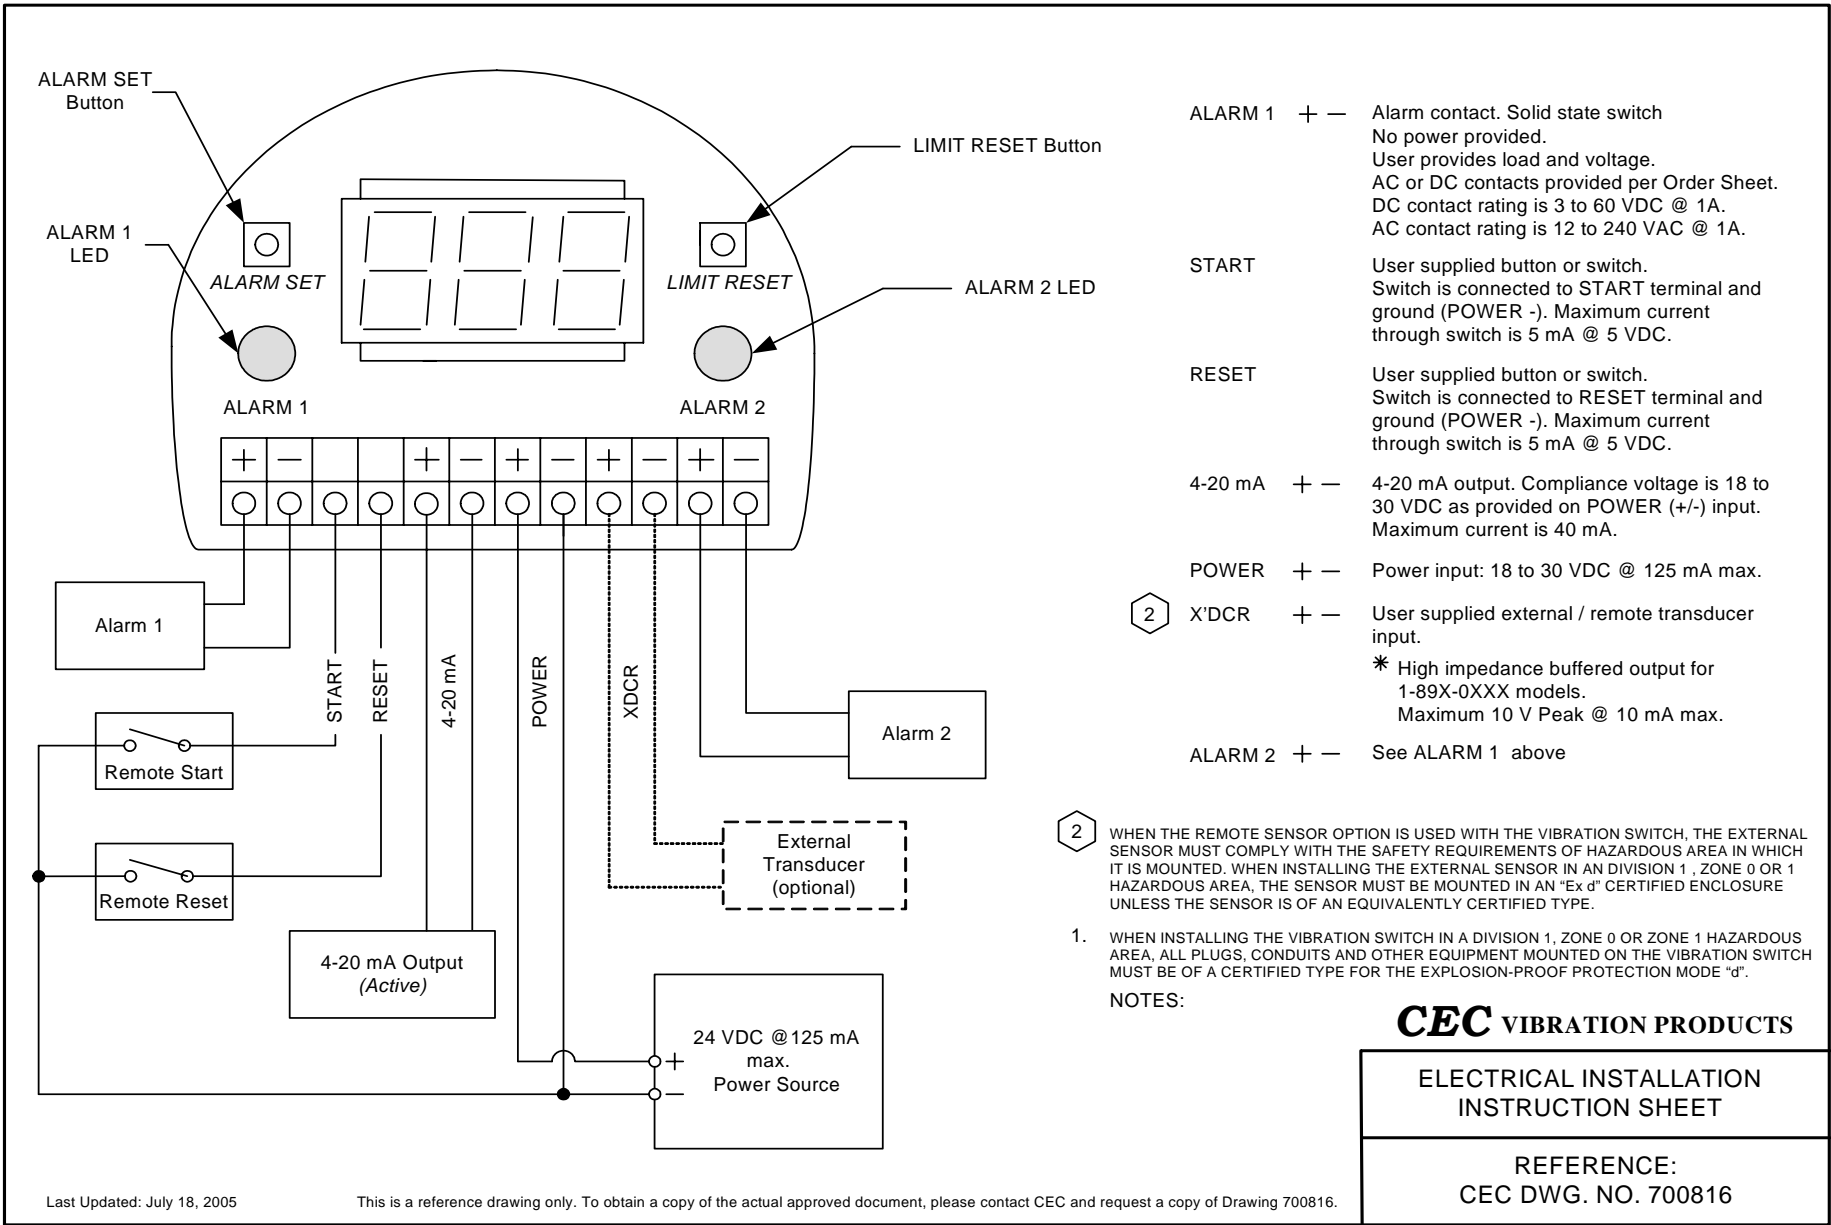 ALARM SET
Button
ALARM 1
LED
LIMIT RESET Button
ALARM 2 LED
ALARM SET
LIMIT RESET
ALARM 1
ALARM 2
+ − + − + − + − + −
Alarm 1
START
RESET
4-20 mA
POWER
XDCR
Alarm 2
Remote Start
Remote Reset
External
Transducer
(optional)
4-20 mA Output
(Active)
24 VDC @125 mA
max.
Power Source
+
−
ALARM 1 + − Alarm contact. Solid state switch
No power provided.
User provides load and voltage.
AC or DC contacts provided per Order Sheet.
DC contact rating is 3 to 60 VDC @ 1A.
AC contact rating is 12 to 240 VAC @ 1A.
START User supplied button or switch.
Switch is connected to START terminal and
ground (POWER -). Maximum current
through switch is 5 mA @ 5 VDC.
RESET User supplied button or switch.
Switch is connected to RESET terminal and
ground (POWER -). Maximum current
through switch is 5 mA @ 5 VDC.
4-20 mA + − 4-20 mA output. Compliance voltage is 18 to
30 VDC as provided on POWER (+/-) input.
Maximum current is 40 mA.
POWER + − Power input: 18 to 30 VDC @ 125 mA max.
2 X'DCR + − User supplied external / remote transducer
input.
* High impedance buffered output for
1-89X-0XXX models.
Maximum 10 V Peak @ 10 mA max.
ALARM 2 + − See ALARM 1 above
2 WHEN THE REMOTE SENSOR OPTION IS USED WITH THE VIBRATION SWITCH, THE EXTERNAL
SENSOR MUST COMPLY WITH THE SAFETY REQUIREMENTS OF HAZARDOUS AREA IN WHICH
IT IS MOUNTED. WHEN INSTALLING THE EXTERNAL SENSOR IN AN DIVISION 1 , ZONE 0 OR 1
HAZARDOUS AREA, THE SENSOR MUST BE MOUNTED IN AN “Ex d” CERTIFIED ENCLOSURE
UNLESS THE SENSOR IS OF AN EQUIVALENTLY CERTIFIED TYPE.
1. WHEN INSTALLING THE VIBRATION SWITCH IN A DIVISION 1, ZONE 0 OR ZONE 1 HAZARDOUS
AREA, ALL PLUGS, CONDUITS AND OTHER EQUIPMENT MOUNTED ON THE VIBRATION SWITCH
MUST BE OF A CERTIFIED TYPE FOR THE EXPLOSION-PROOF PROTECTION MODE “d”.
NOTES:
CEC VIBRATION PRODUCTS
ELECTRICAL INSTALLATION
INSTRUCTION SHEET
REFERENCE:
CEC DWG. NO. 700816
Last Updated: July 18, 2005
This is a reference drawing only. To obtain a copy of the actual approved document, please contact CEC and request a copy of Drawing 700816.